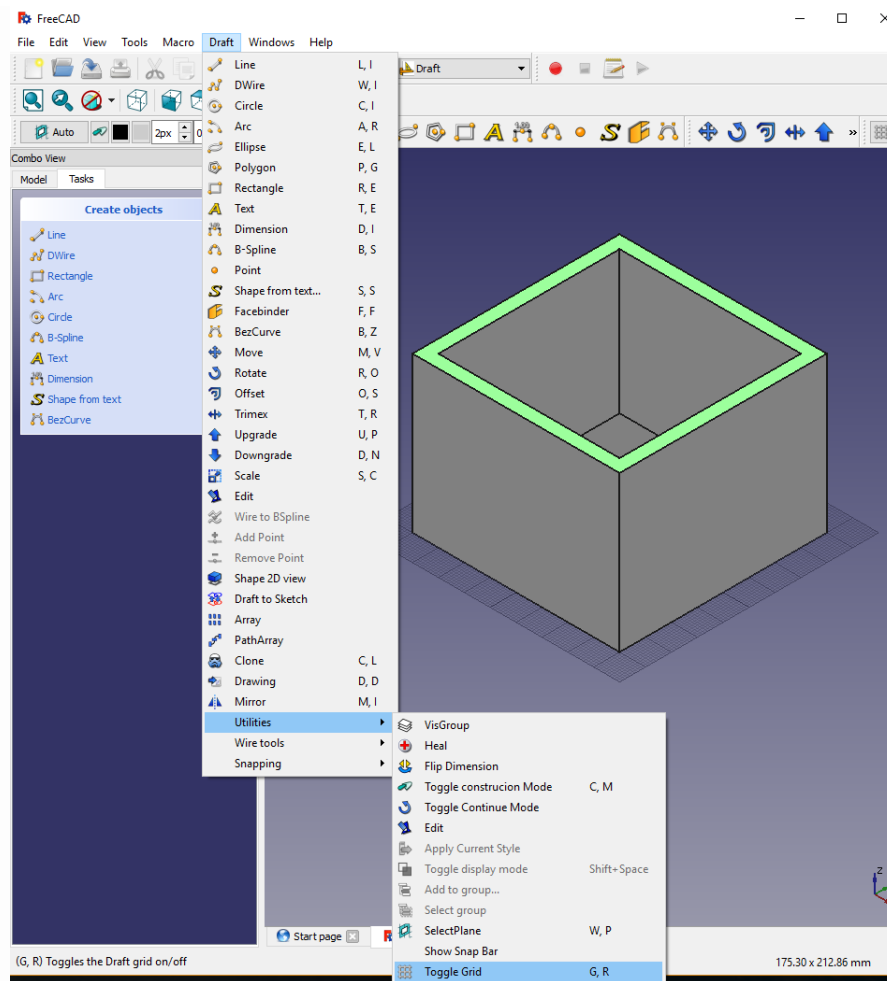 FreeCAD
File Edit View Tools Macro Draft Windows Help
Draft
Auto 2px 0
Combo View
Model Tasks
Create objects
Line
DWire
Rectangle
Arc
Circle
B-Spline
Text
Dimension
Shape from text
BezCurve
Line L, I
DWire W, I
Circle C, I
Arc A, R
Ellipse E, L
Polygon P, G
Rectangle R, E
Text T, E
Dimension D, I
B-Spline B, S
Point
Shape from text... S, S
Facebinder F, F
BezCurve B, Z
Move M, V
Rotate R, O
Offset O, S
Trimex T, R
Upgrade U, P
Downgrade D, N
Scale S, C
Edit
Wire to BSpline
Add Point
Remove Point
Shape 2D view
Draft to Sketch
Array
PathArray
Clone C, L
Drawing D, D
Mirror M, I
Utilities
Wire tools
Snapping
VisGroup
Heal
Flip Dimension
Toggle construcion Mode C, M
Toggle Continue Mode
Edit
Apply Current Style
Toggle display mode Shift+Space
Add to group...
Select group
SelectPlane W, P
Show Snap Bar
Toggle Grid G, R
Z
Start page
(G, R) Toggles the Draft grid on/off
175.30 x 212.86 mm